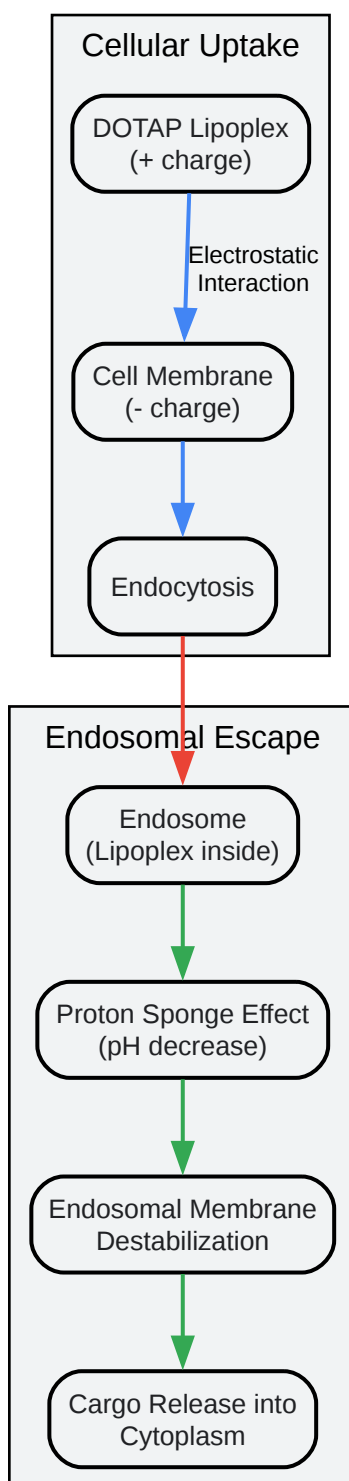 Cellular Uptake
DOTAP Lipoplex
(+ charge)
Electrostatic
Interaction
Cell Membrane
(- charge)
Endocytosis
Endosomal Escape
Endosome
(Lipoplex inside)
Proton Sponge Effect
(pH decrease)
Endosomal Membrane
Destabilization
Cargo Release into
Cytoplasm